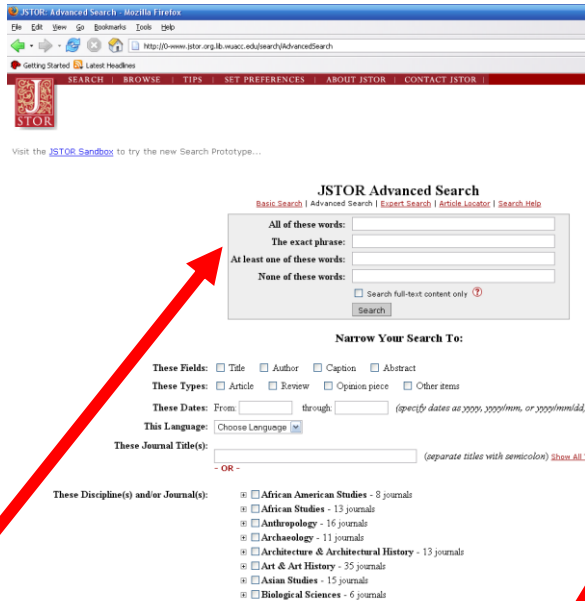 JSTOR: Advanced Search - Mozilla Firefox
File Edit View Go Bookmarks Tools Help
http://0-www.jstor.org.lib.wuacc.edu/search/AdvancedSearch
Getting Started Latest Headlines
SEARCH | BROWSE | TIPS | SET PREFERENCES | ABOUT JSTOR | CONTACT JSTOR |
JSTOR
Visit the JSTOR Sandbox to try the new Search Prototype...
JSTOR Advanced Search
Basic Search | Advanced Search | Expert Search | Article Locator | Search Help
All of these words:
The exact phrase:
At least one of these words:
None of these words:
Search full-text content only ?
Search
Narrow Your Search To:
These Fields: Title Author Caption Abstract
These Types: Article Review Opinion piece Other items
These Dates: From: through: (specify dates as yyyy, yyyy/mm, or yyyy/mm/dd)
This Language: Choose Language
These Journal Title(s): (separate titles with semicolon) Show All
- OR -
These Discipline(s) and/or Journal(s):
African American Studies - 8 journals
African Studies - 13 journals
Anthropology - 16 journals
Archaeology - 11 journals
Architecture & Architectural History - 13 journals
Art & Art History - 35 journals
Asian Studies - 15 journals
Biological Sciences - 6 journals